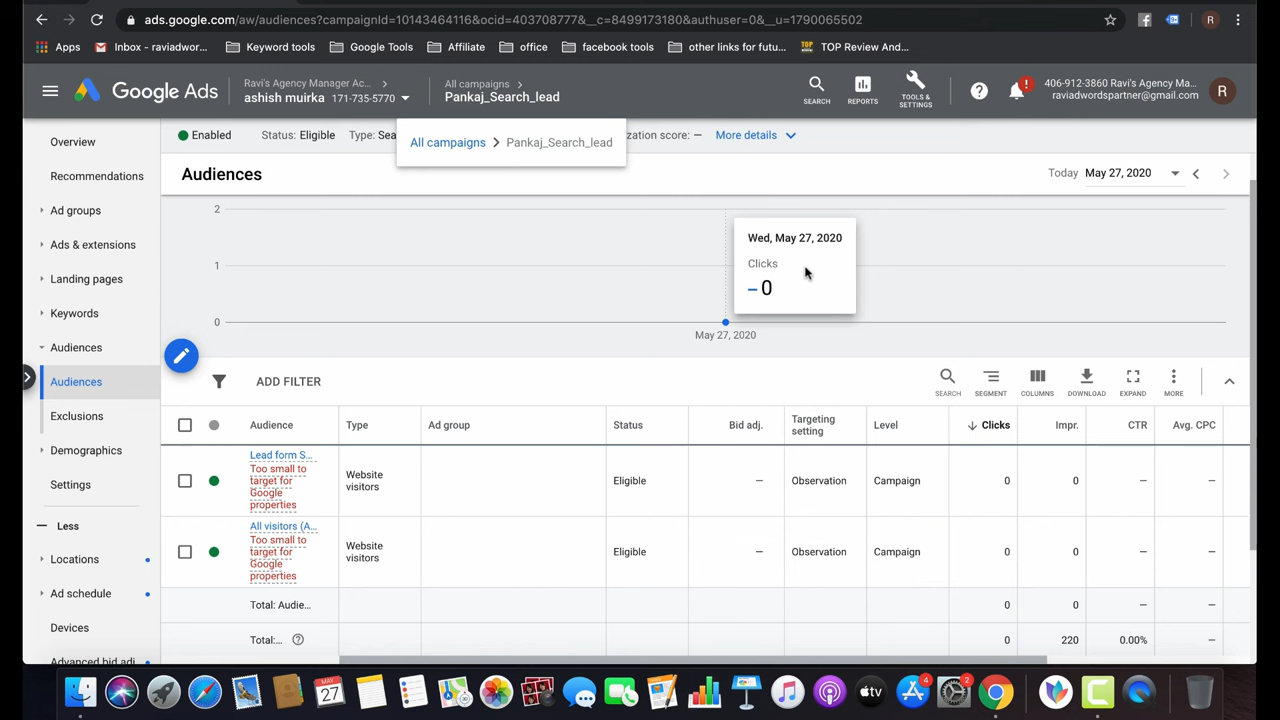 ads.google.com/aw/audiences?campaignId=10143464116&ocid=403708777&__c=8499173180&authuser=0&__u=1790065502
R
Apps
Inbox - raviadwor...
Keyword tools
Google Tools
Affiliate
office
facebook tools
other links for futu...
TOP Review And...
Google Ads
Ravi's Agency Manager Ac...
ashish muirka 171-735-5770
All campaigns
Pankaj_Search_lead
SEARCH
REPORTS
TOOLS & SETTINGS
406-912-3860 Ravi's Agency Ma...
raviadwordspartner@gmail.com
R
Enabled Status: Eligible Type: Sea
zation score: — More details
All campaigns > Pankaj_Search_lead
Overview
Recommendations
Ad groups
Ads & extensions
Landing pages
Keywords
Audiences
Audiences
Exclusions
Demographics
Settings
Less
Locations
Ad schedule
Devices
Advanced bid adj.
Audiences
Today May 27, 2020
2
1
0
Wed, May 27, 2020
Clicks
– 0
May 27, 2020
ADD FILTER
SEARCH
SEGMENT
COLUMNS
DOWNLOAD
EXPAND
MORE
Audience Type Ad group Status Bid adj. Targeting setting Level Clicks Impr. CTR Avg. CPC
Lead form S...
Too small to
target for
Google
properties
Website
visitors
Eligible — Observation Campaign 0 0 — —
All visitors (A...
Too small to
target for
Google
properties
Website
visitors
Eligible — Observation Campaign 0 0 — —
Total: Audie... 0 0 — —
Total:... 0 220 0.00% —
MAY
27
tv
4
2